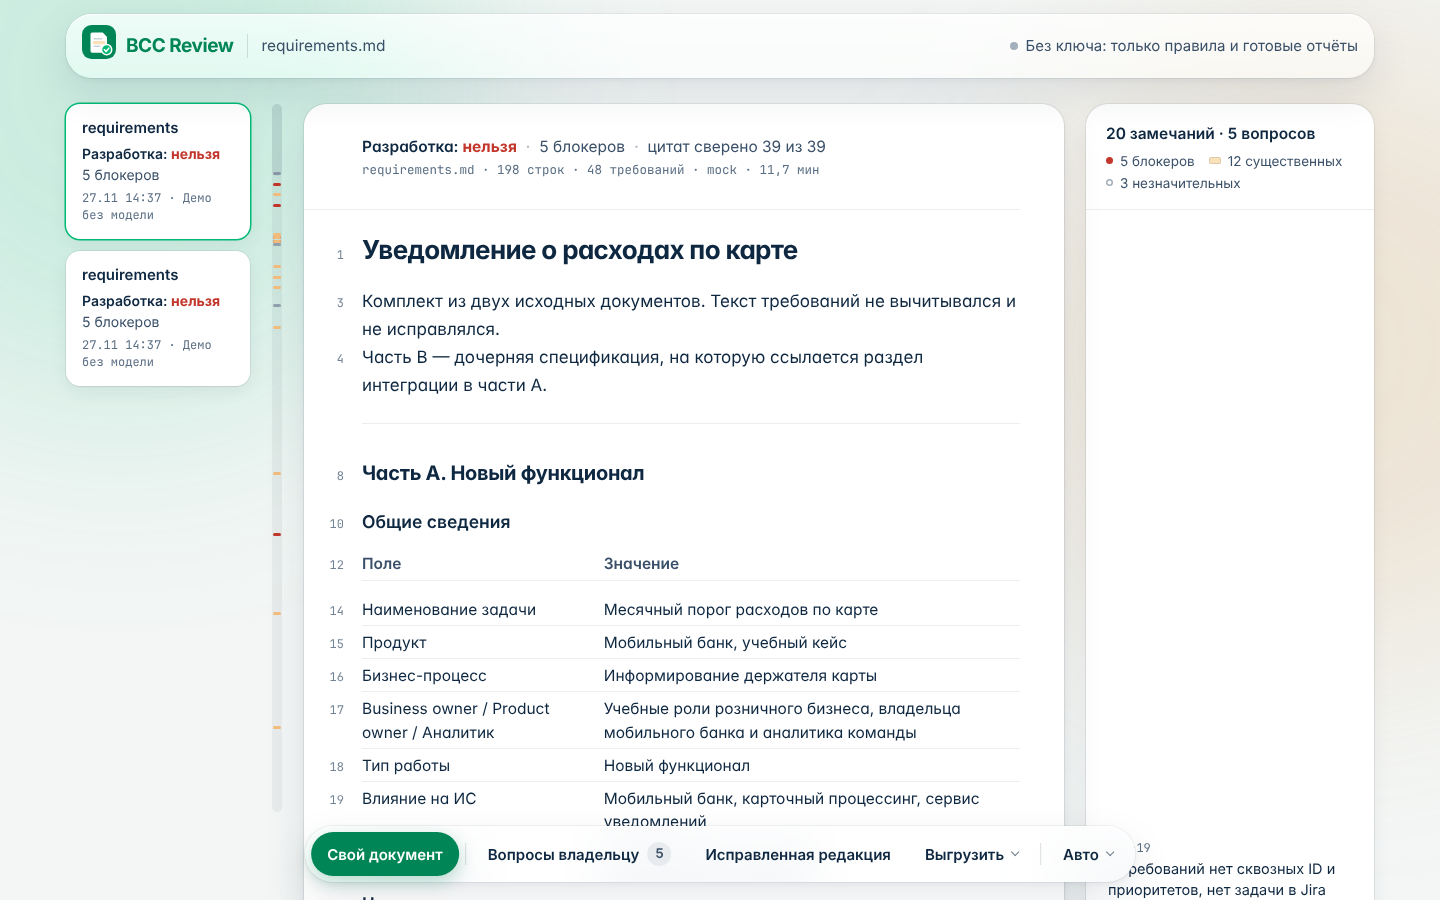 BCC Review
requirements.md
Без ключа: только правила и готовые отчёты
requirements
Разработка: нельзя
5 блокеров
27.11 14:37 · Демо
без модели
requirements
Разработка: нельзя
5 блокеров
27.11 14:37 · Демо
без модели
Разработка: нельзя · 5 блокеров · цитат сверено 39 из 39
requirements.md · 198 строк · 48 требований · mock · 11,7 мин
1 Уведомление о расходах по карте
3 Комплект из двух исходных документов. Текст требований не вычитывался и
не исправлялся.
4 Часть B — дочерняя спецификация, на которую ссылается раздел
интеграции в части A.
8 Часть A. Новый функционал
10 Общие сведения
12 Поле Значение
14 Наименование задачи Месячный порог расходов по карте
15 Продукт Мобильный банк, учебный кейс
16 Бизнес-процесс Информирование держателя карты
17 Business owner / Product Учебные роли розничного бизнеса, владельца
owner / Аналитик мобильного банка и аналитика команды
18 Тип работы Новый функционал
19 Влияние на ИС Мобильный банк, карточный процессинг, сервис
уведомлений
20 замечаний · 5 вопросов
5 блокеров 12 существенных
3 незначительных
19
требований нет сквозных ID и
приоритетов, нет задачи в Jira
Свой документ Вопросы владельцу 5 Исправленная редакция Выгрузить Авто